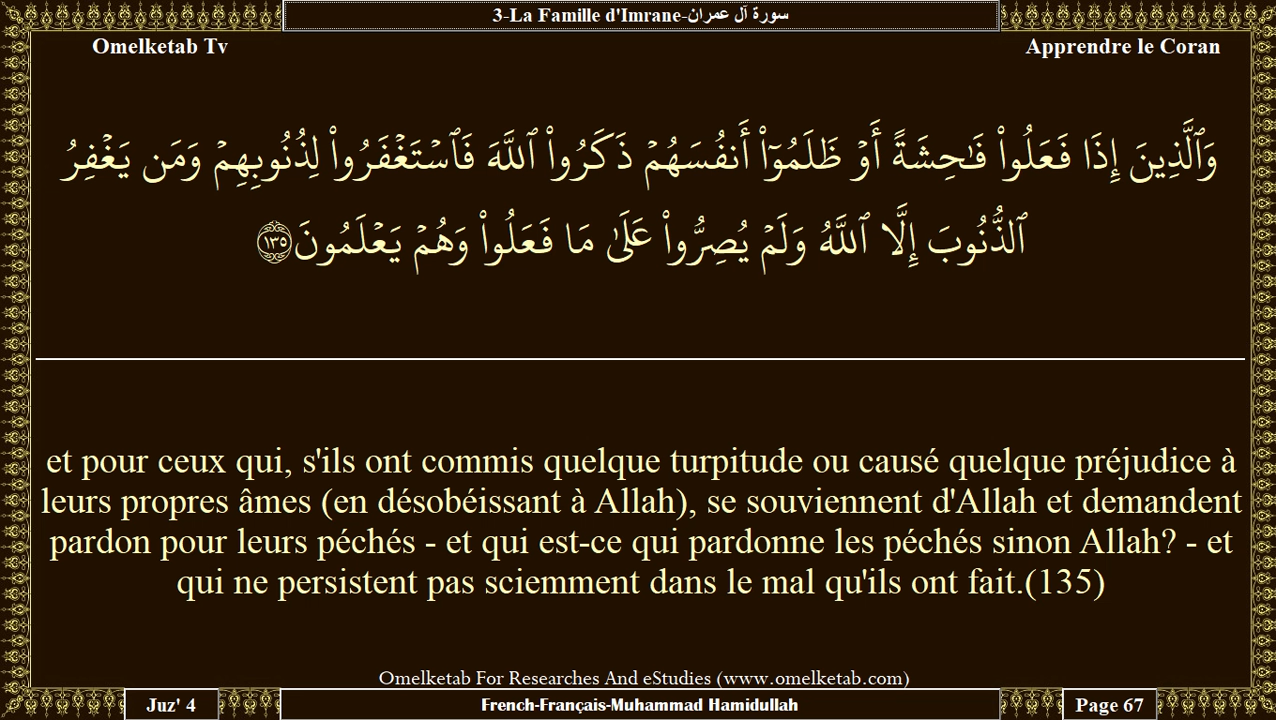 3-La Famille d'Imrane-سورة آل عمران
Omelketab Tv
Apprendre le Coran
وَٱلَّذِينَ إِذَا فَعَلُوا۟ فَـٰحِشَةً أَوْ ظَلَمُوٓا۟ أَنفُسَهُمْ ذَكَرُوا۟ ٱللَّهَ فَٱسْتَغْفَرُوا۟ لِذُنُوبِهِمْ وَمَن يَغْفِرُ
ٱلذُّنُوبَ إِلَّا ٱللَّهُ وَلَمْ يُصِرُّوا۟ عَلَىٰ مَا فَعَلُوا۟ وَهُمْ يَعْلَمُونَ ١٣٥
et pour ceux qui, s'ils ont commis quelque turpitude ou causé quelque préjudice à
leurs propres âmes (en désobéissant à Allah), se souviennent d'Allah et demandent
pardon pour leurs péchés - et qui est-ce qui pardonne les péchés sinon Allah? - et
qui ne persistent pas sciemment dans le mal qu'ils ont fait.(135)
Omelketab For Researches And eStudies (www.omelketab.com)
Juz' 4
French-Français-Muhammad Hamidullah
Page 67